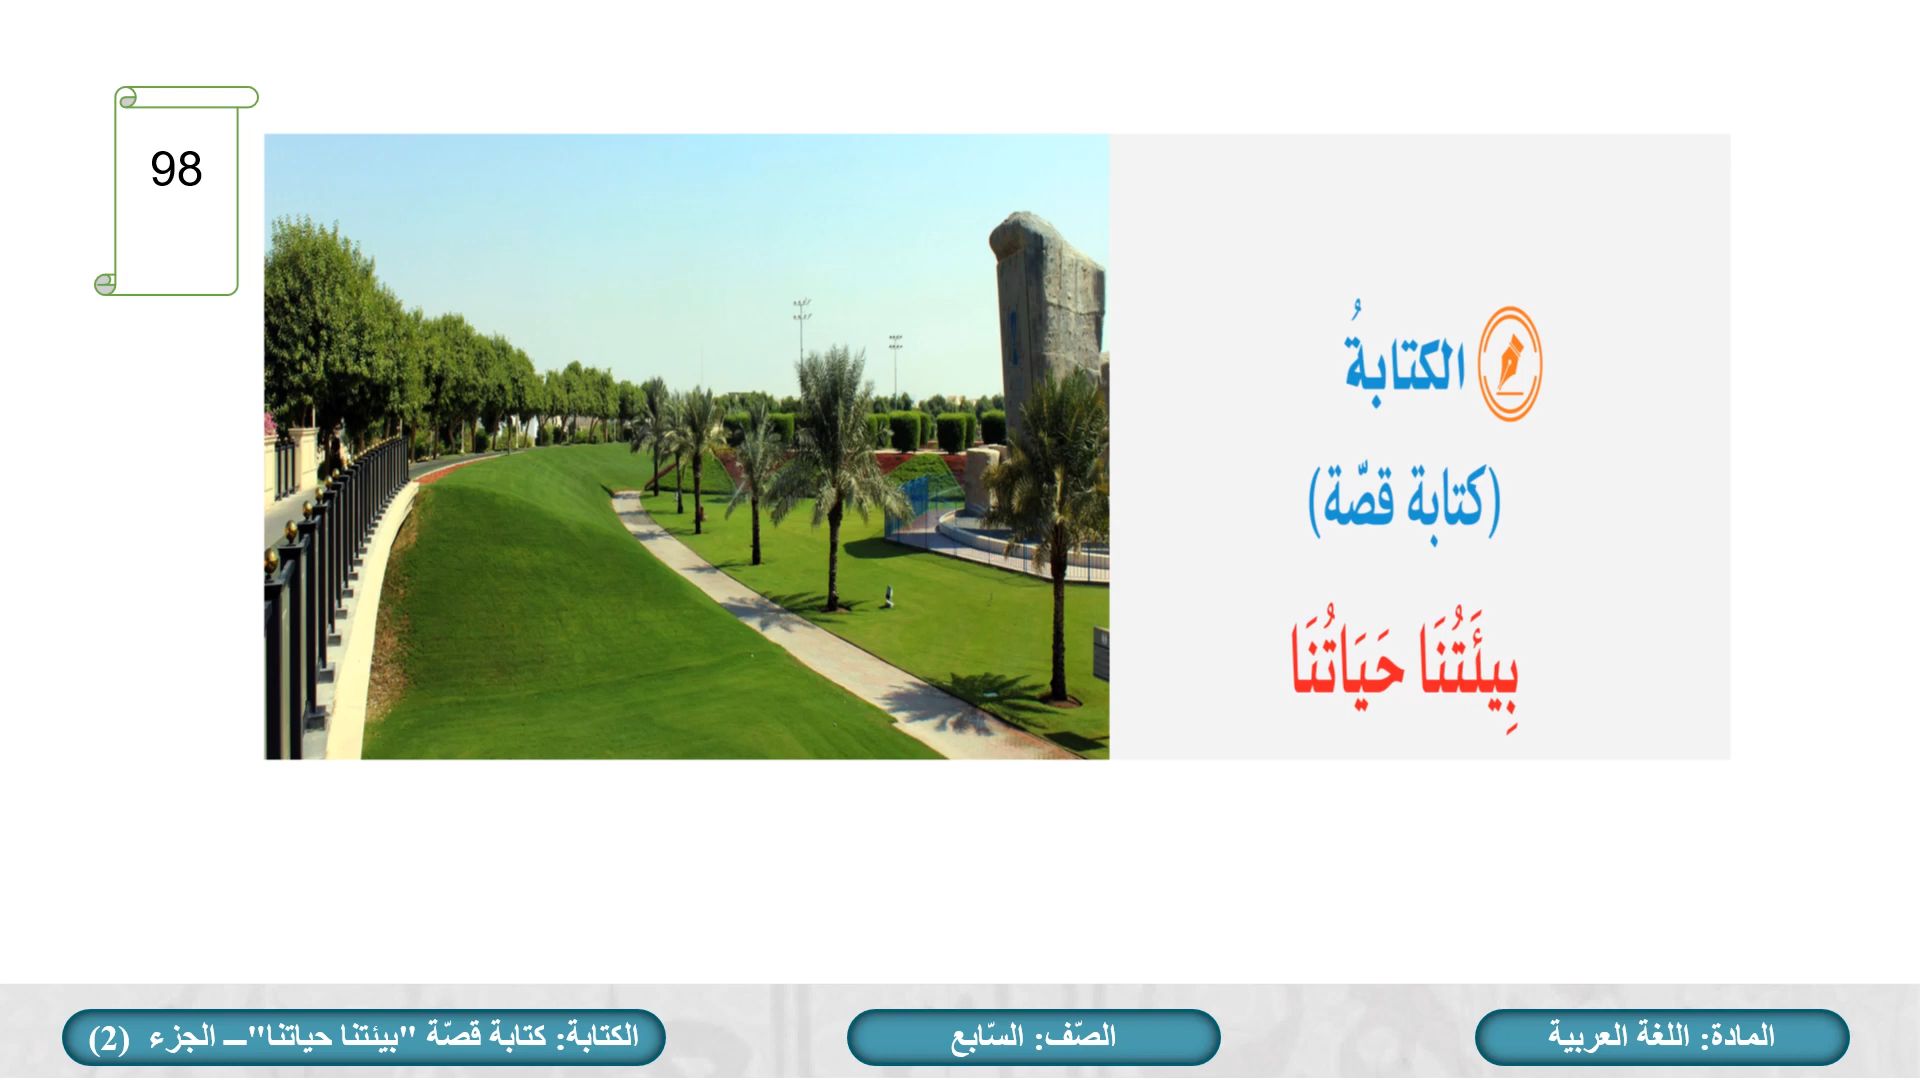 98
الكتابةُ
(كتابة قصّة)
بِيئَتُنَا حَيَاتُنَا
المادة: اللغة العربية
الصّف: السّابع
الكتابة: كتابة قصّة "بيئتنا حياتنا"ـــ الجزء (2)